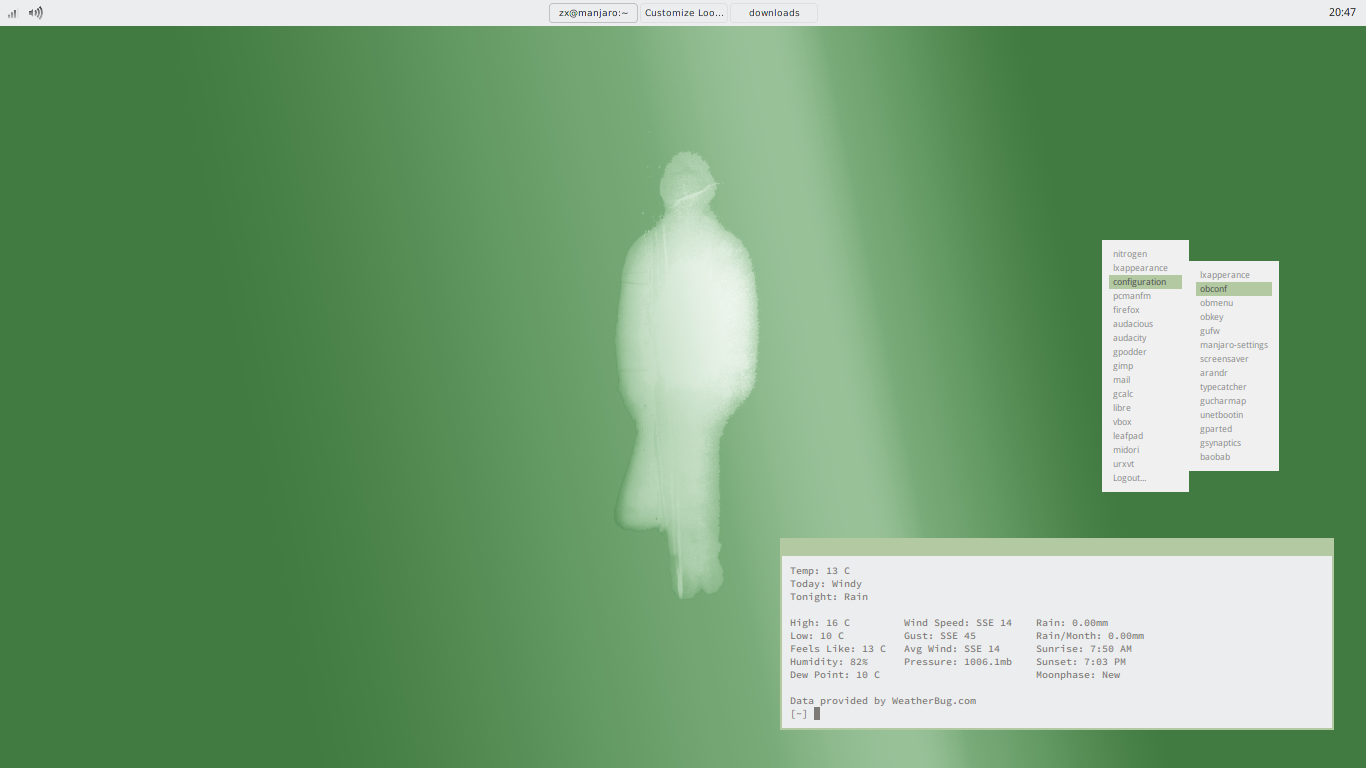 zx@manjaro:~ Customize Loo... downloads 20:47
nitrogen
lxappearance
configuration
pcmanfm
firefox
audacious
audacity
gpodder
gimp
mail
gcalc
libre
vbox
leafpad
midori
urxvt
Logout...
lxapperance
obconf
obmenu
obkey
gufw
manjaro-settings
screensaver
arandr
typecatcher
gucharmap
unetbootin
gparted
gsynaptics
baobab
Temp: 13 C
Today: Windy
Tonight: Rain
High: 16 C Wind Speed: SSE 14 Rain: 0.00mm
Low: 10 C Gust: SSE 45 Rain/Month: 0.00mm
Feels Like: 13 C Avg Wind: SSE 14 Sunrise: 7:50 AM
Humidity: 82% Pressure: 1006.1mb Sunset: 7:03 PM
Dew Point: 10 C Moonphase: New
Data provided by WeatherBug.com
[~]